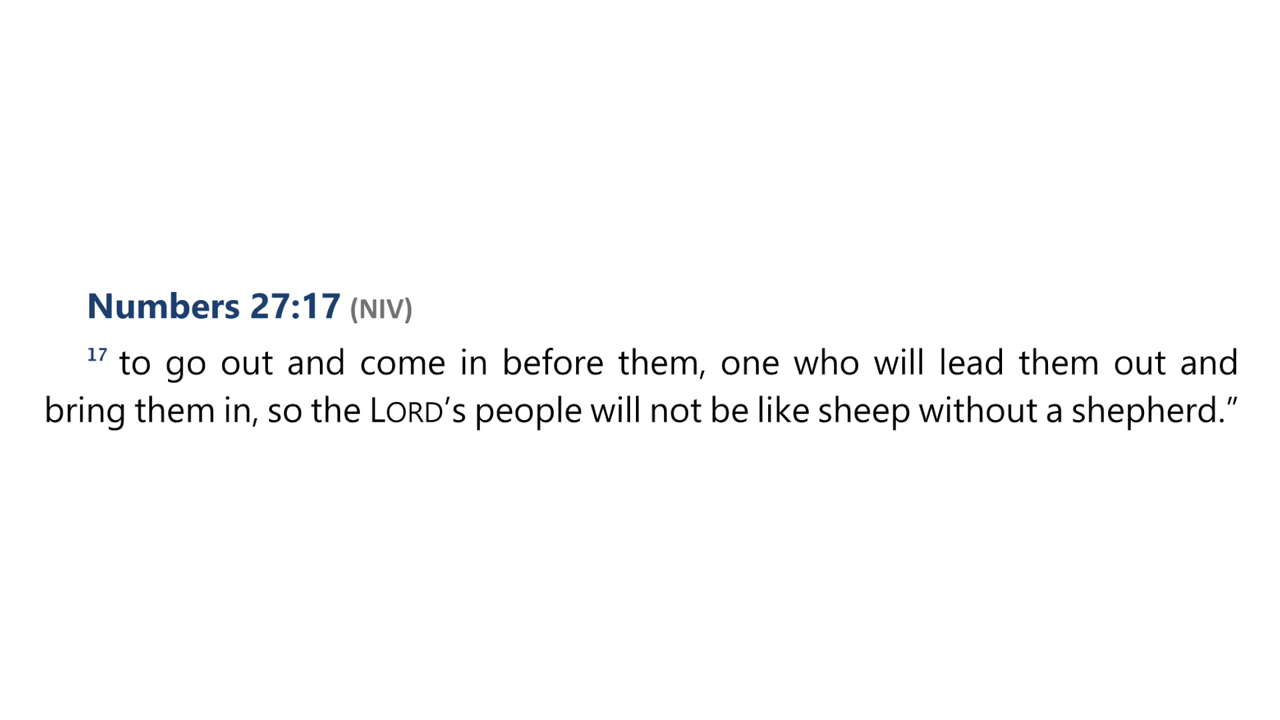 Numbers 27:17 (NIV)
17 to go out and come in before them, one who will lead them out and
bring them in, so the LORD’s people will not be like sheep without a shepherd.”